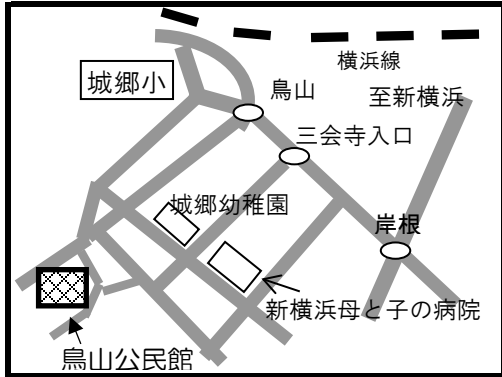 横浜線
城郷小
鳥山
至新横浜
三会寺入口
城郷幼稚園
岸根
新横浜母と子の病院
鳥山公民館